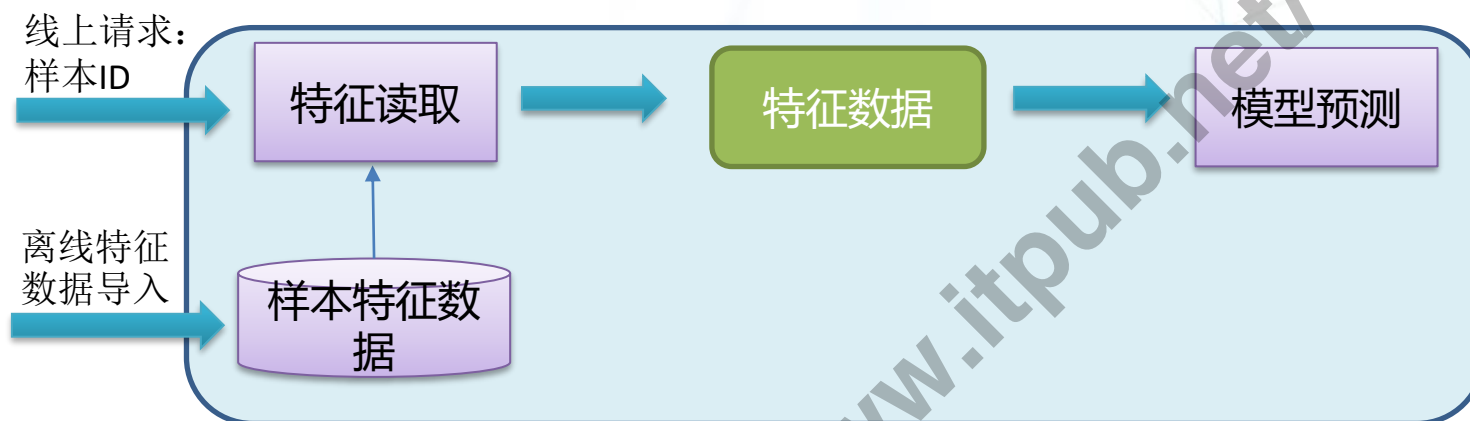 线上请求：
样本ID
特征读取
特征数据
模型预测
离线特征
数据导入
样本特征数
据
www.itpub.net/